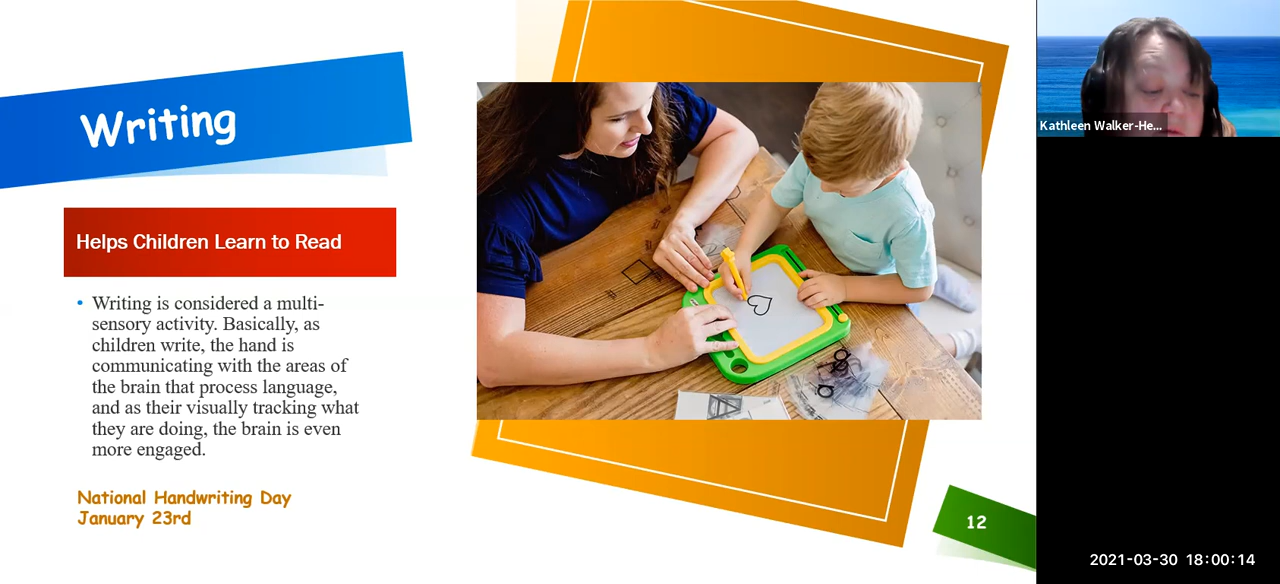 Writing
Helps Children Learn to Read
• Writing is considered a multi-
sensory activity. Basically, as
children write, the hand is
communicating with the areas of
the brain that process language,
and as their visually tracking what
they are doing, the brain is even
more engaged.
National Handwriting Day
January 23rd
12
Kathleen Walker-He...
2021-03-30 18:00:14